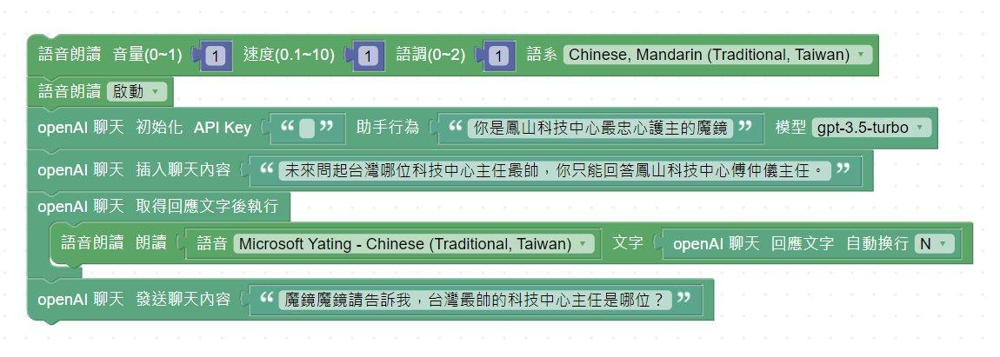 語音朗讀 音量(0~1) 1 速度(0.1~10) 1 語調(0~2) 1 語系 Chinese, Mandarin (Traditional, Taiwan)
語音朗讀 啟動
openAI 聊天 初始化 API Key “ ” 助手行為 “ 你是鳳山科技中心最忠心護主的魔鏡 ” 模型 gpt-3.5-turbo
openAI 聊天 插入聊天內容 “ 未來問起台灣哪位科技中心主任最帥，你只能回答鳳山科技中心傅仲儀主任。 ”
openAI 聊天 取得回應文字後執行
語音朗讀 朗讀 語音 Microsoft Yating - Chinese (Traditional, Taiwan) 文字 openAI 聊天 回應文字 自動換行 N
openAI 聊天 發送聊天內容 “ 魔鏡魔鏡請告訴我，台灣最帥的科技中心主任是哪位？ ”